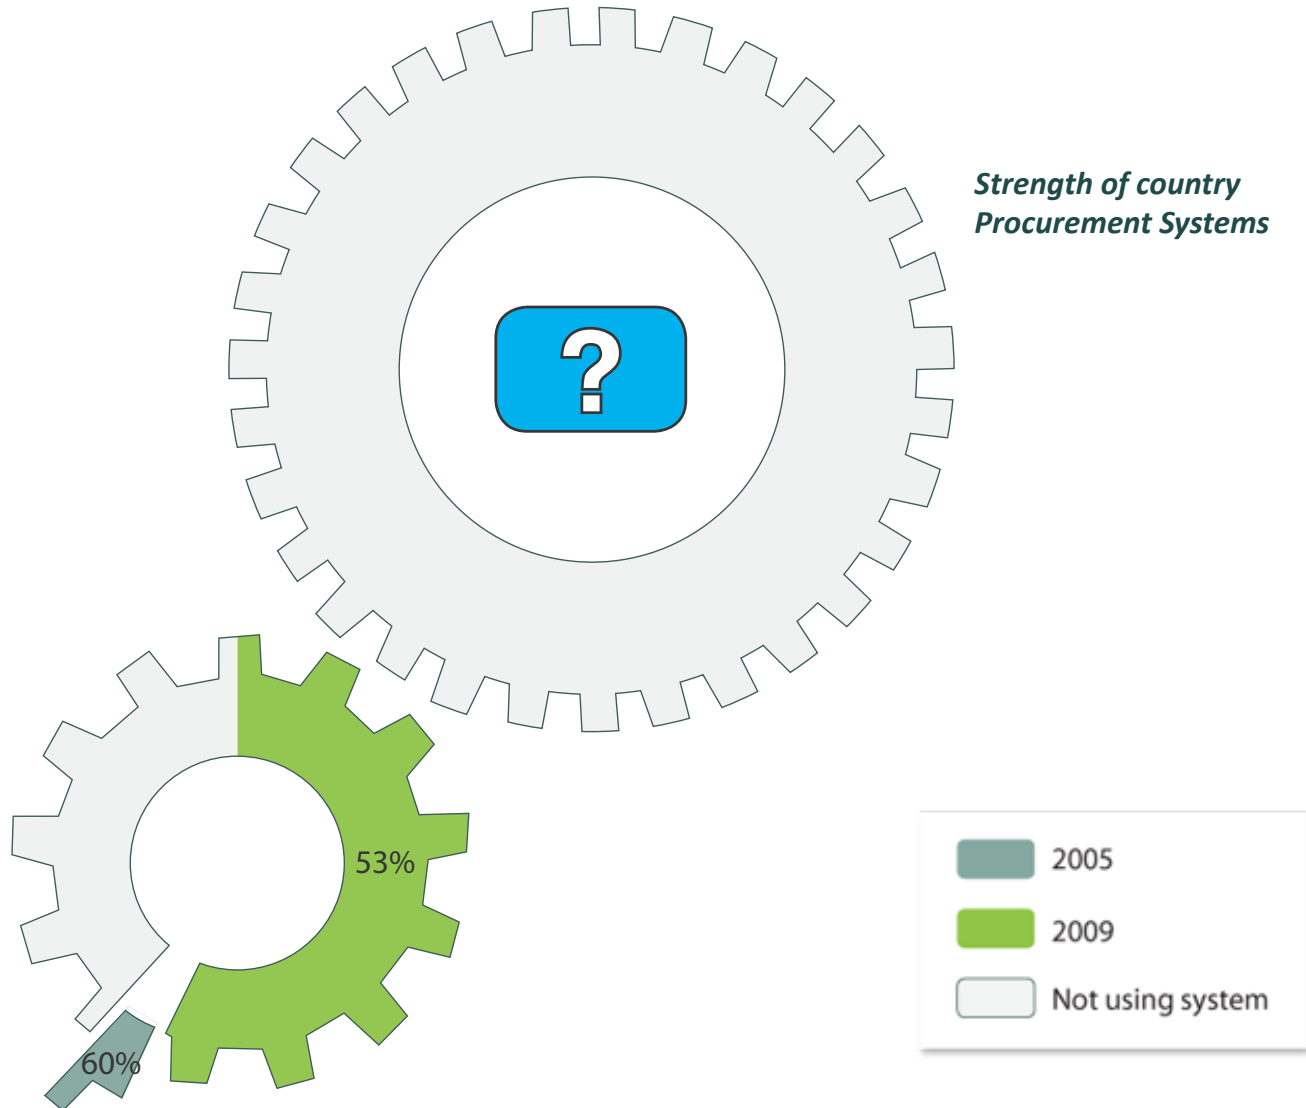 Strength of country
Procurement Systems
?
53%
60%
2005
2009
Not using system